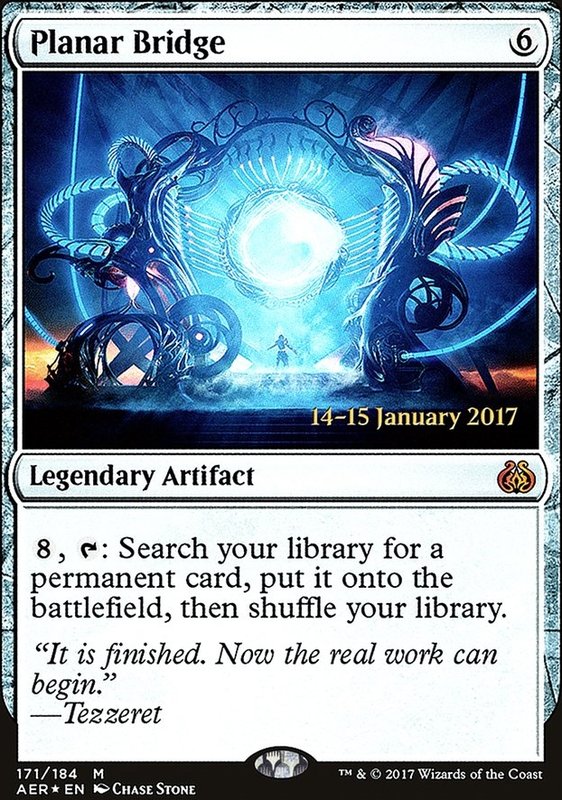 Planar Bridge 6
14–15 January 2017
Legendary Artifact
8, : Search your library for a
permanent card, put it onto the
battlefield, then shuffle your library.
“It is finished. Now the real work can
begin.”
—Tezzeret
171/184 M
AER★EN Chase Stone
™ & © 2017 Wizards of the Coast